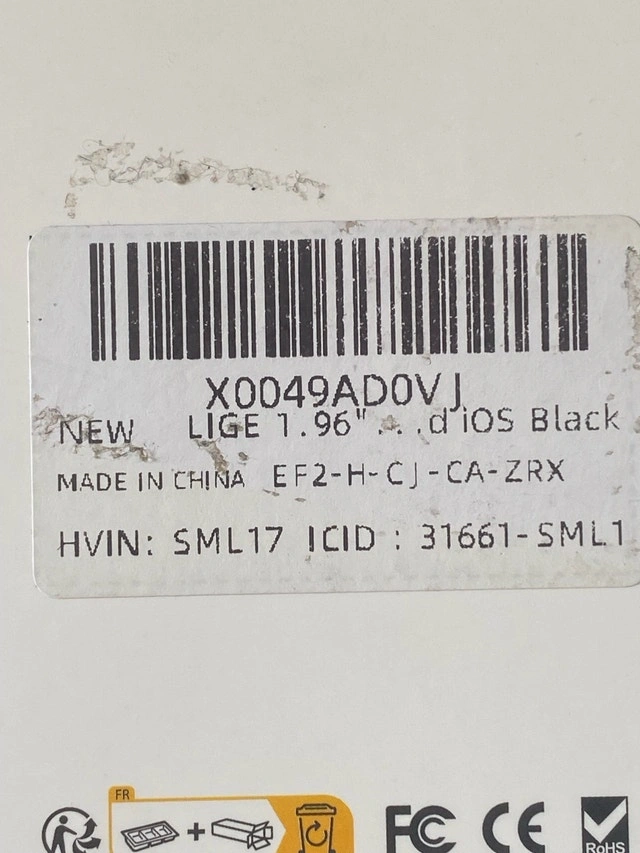 X0049AD0VJ
NEW LIGE 1.96"...d iOS Black
MADE IN CHINA EF2-H-CJ-CA-ZRX
HVIN: SML17 ICID : 31661-SML1
FR
FC CE RoHS